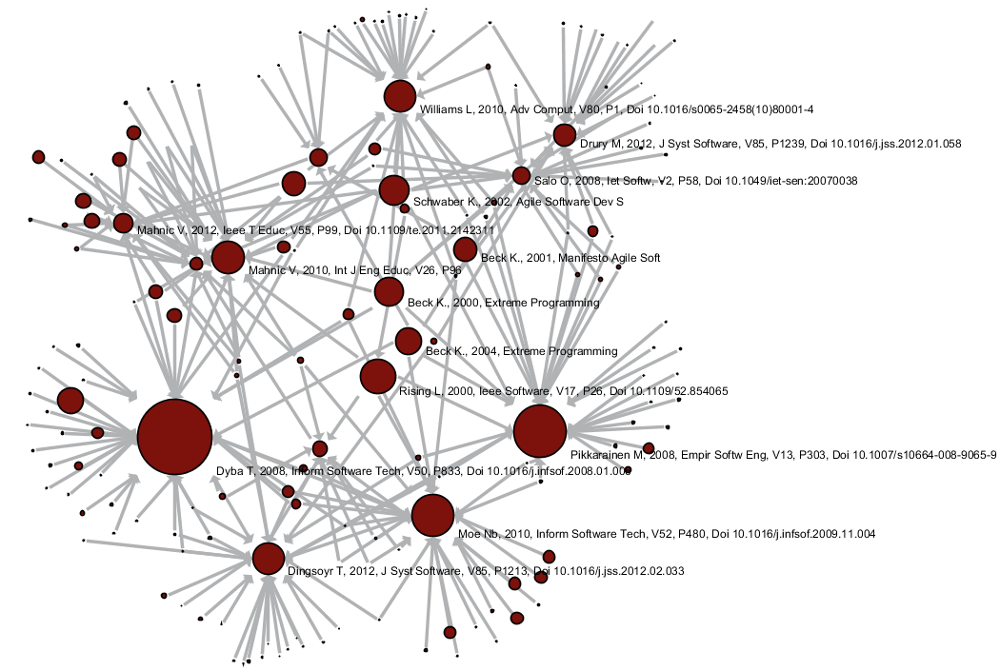 Williams L, 2010, Adv Comput, V80, P1, Doi 10.1016/s0065-2458(10)80001-4
Drury M, 2012, J Syst Software, V85, P1239, Doi 10.1016/j.jss.2012.01.058
Salo O, 2008, Iet Softw, V2, P58, Doi 10.1049/iet-sen:20070038
Schwaber K., 2002, Agile Software Dev S
Mahnic V, 2012, Ieee T Educ, V55, P99, Doi 10.1109/te.2011.2142311
Beck K., 2001, Manifesto Agile Soft
Mahnic V, 2010, Int J Eng Educ, V26, P96
Beck K., 2000, Extreme Programming
Beck K., 2004, Extreme Programming
Rising L, 2000, Ieee Software, V17, P26, Doi 10.1109/52.854065
Pikkarainen M, 2008, Empir Softw Eng, V13, P303, Doi 10.1007/s10664-008-9065-9
Dyba T, 2008, Inform Software Tech, V50, P833, Doi 10.1016/j.infsof.2008.01.006
Moe Nb, 2010, Inform Software Tech, V52, P480, Doi 10.1016/j.infsof.2009.11.004
Dingsoyr T, 2012, J Syst Software, V85, P1213, Doi 10.1016/j.jss.2012.02.033